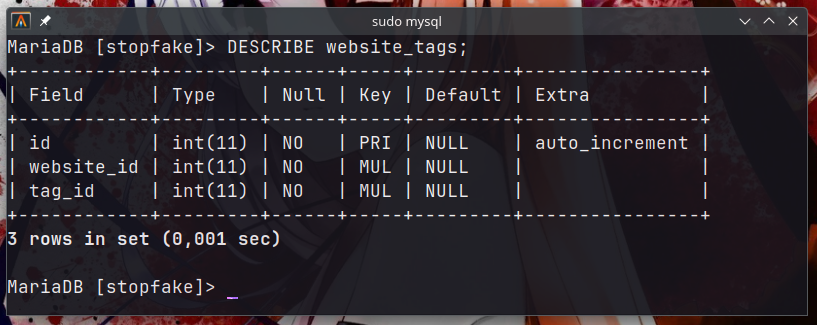 sudo mysql
MariaDB [stopfake]> DESCRIBE website_tags;
+------------+---------+------+-----+---------+----------------+
| Field      | Type    | Null | Key | Default | Extra          |
+------------+---------+------+-----+---------+----------------+
| id         | int(11) | NO   | PRI | NULL    | auto_increment |
| website_id | int(11) | NO   | MUL | NULL    |                |
| tag_id     | int(11) | NO   | MUL | NULL    |                |
+------------+---------+------+-----+---------+----------------+
3 rows in set (0,001 sec)
MariaDB [stopfake]> _